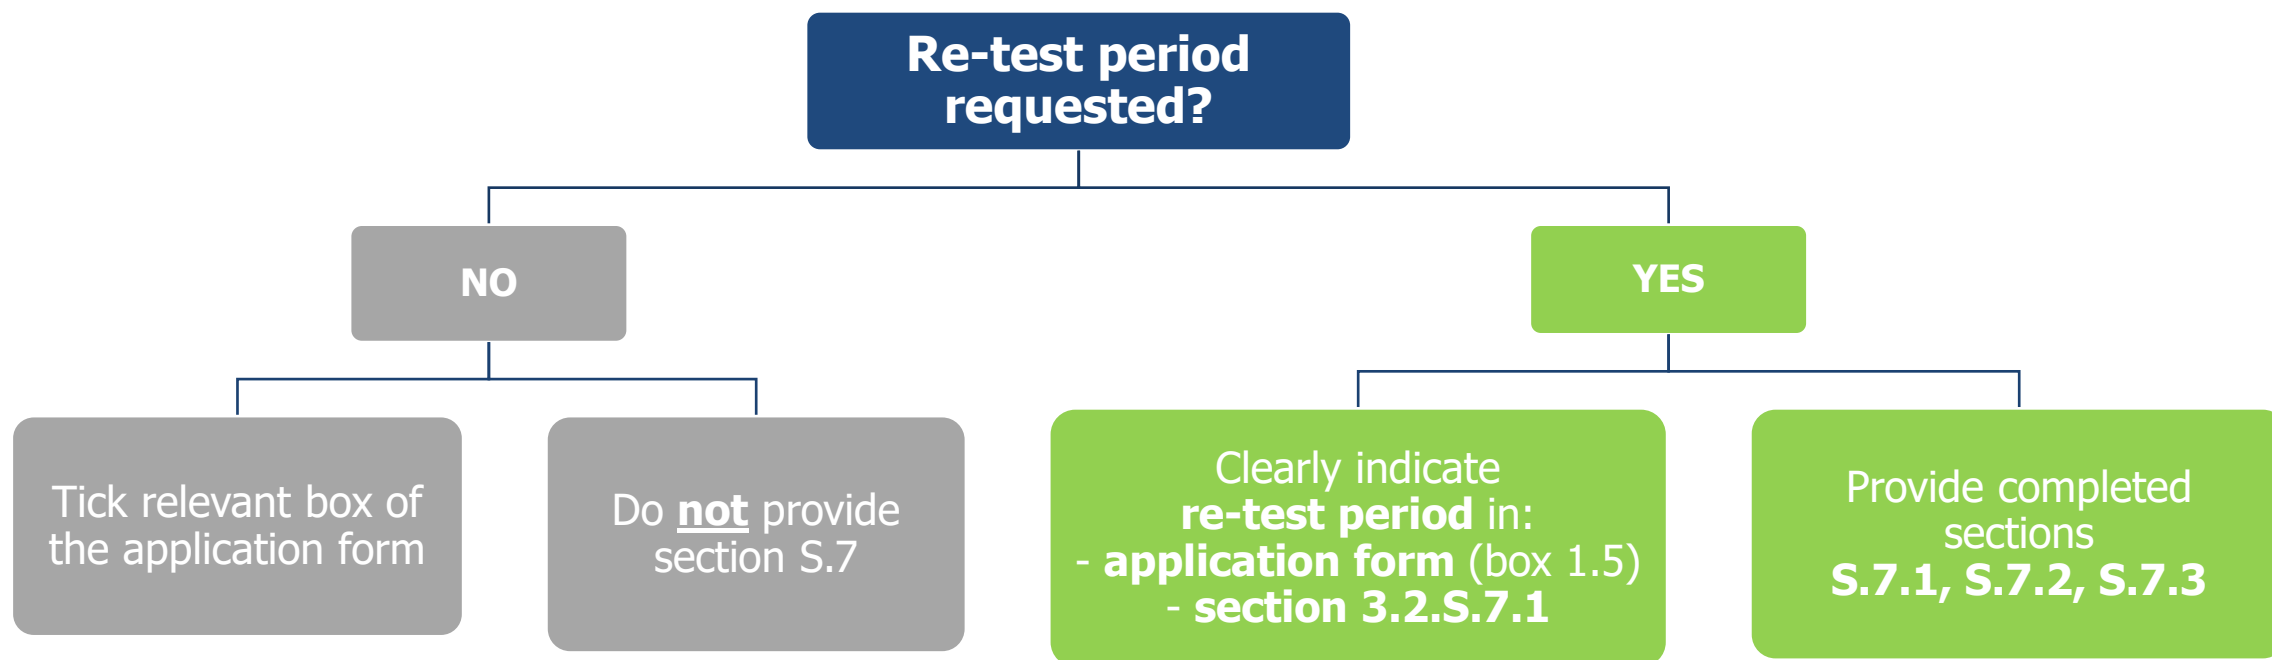 Re-test period
requested?
NO
YES
Tick relevant box of
the application form
Do not provide
section S.7
Clearly indicate
re-test period in:
- application form (box 1.5)
- section 3.2.S.7.1
Provide completed
sections
S.7.1, S.7.2, S.7.3